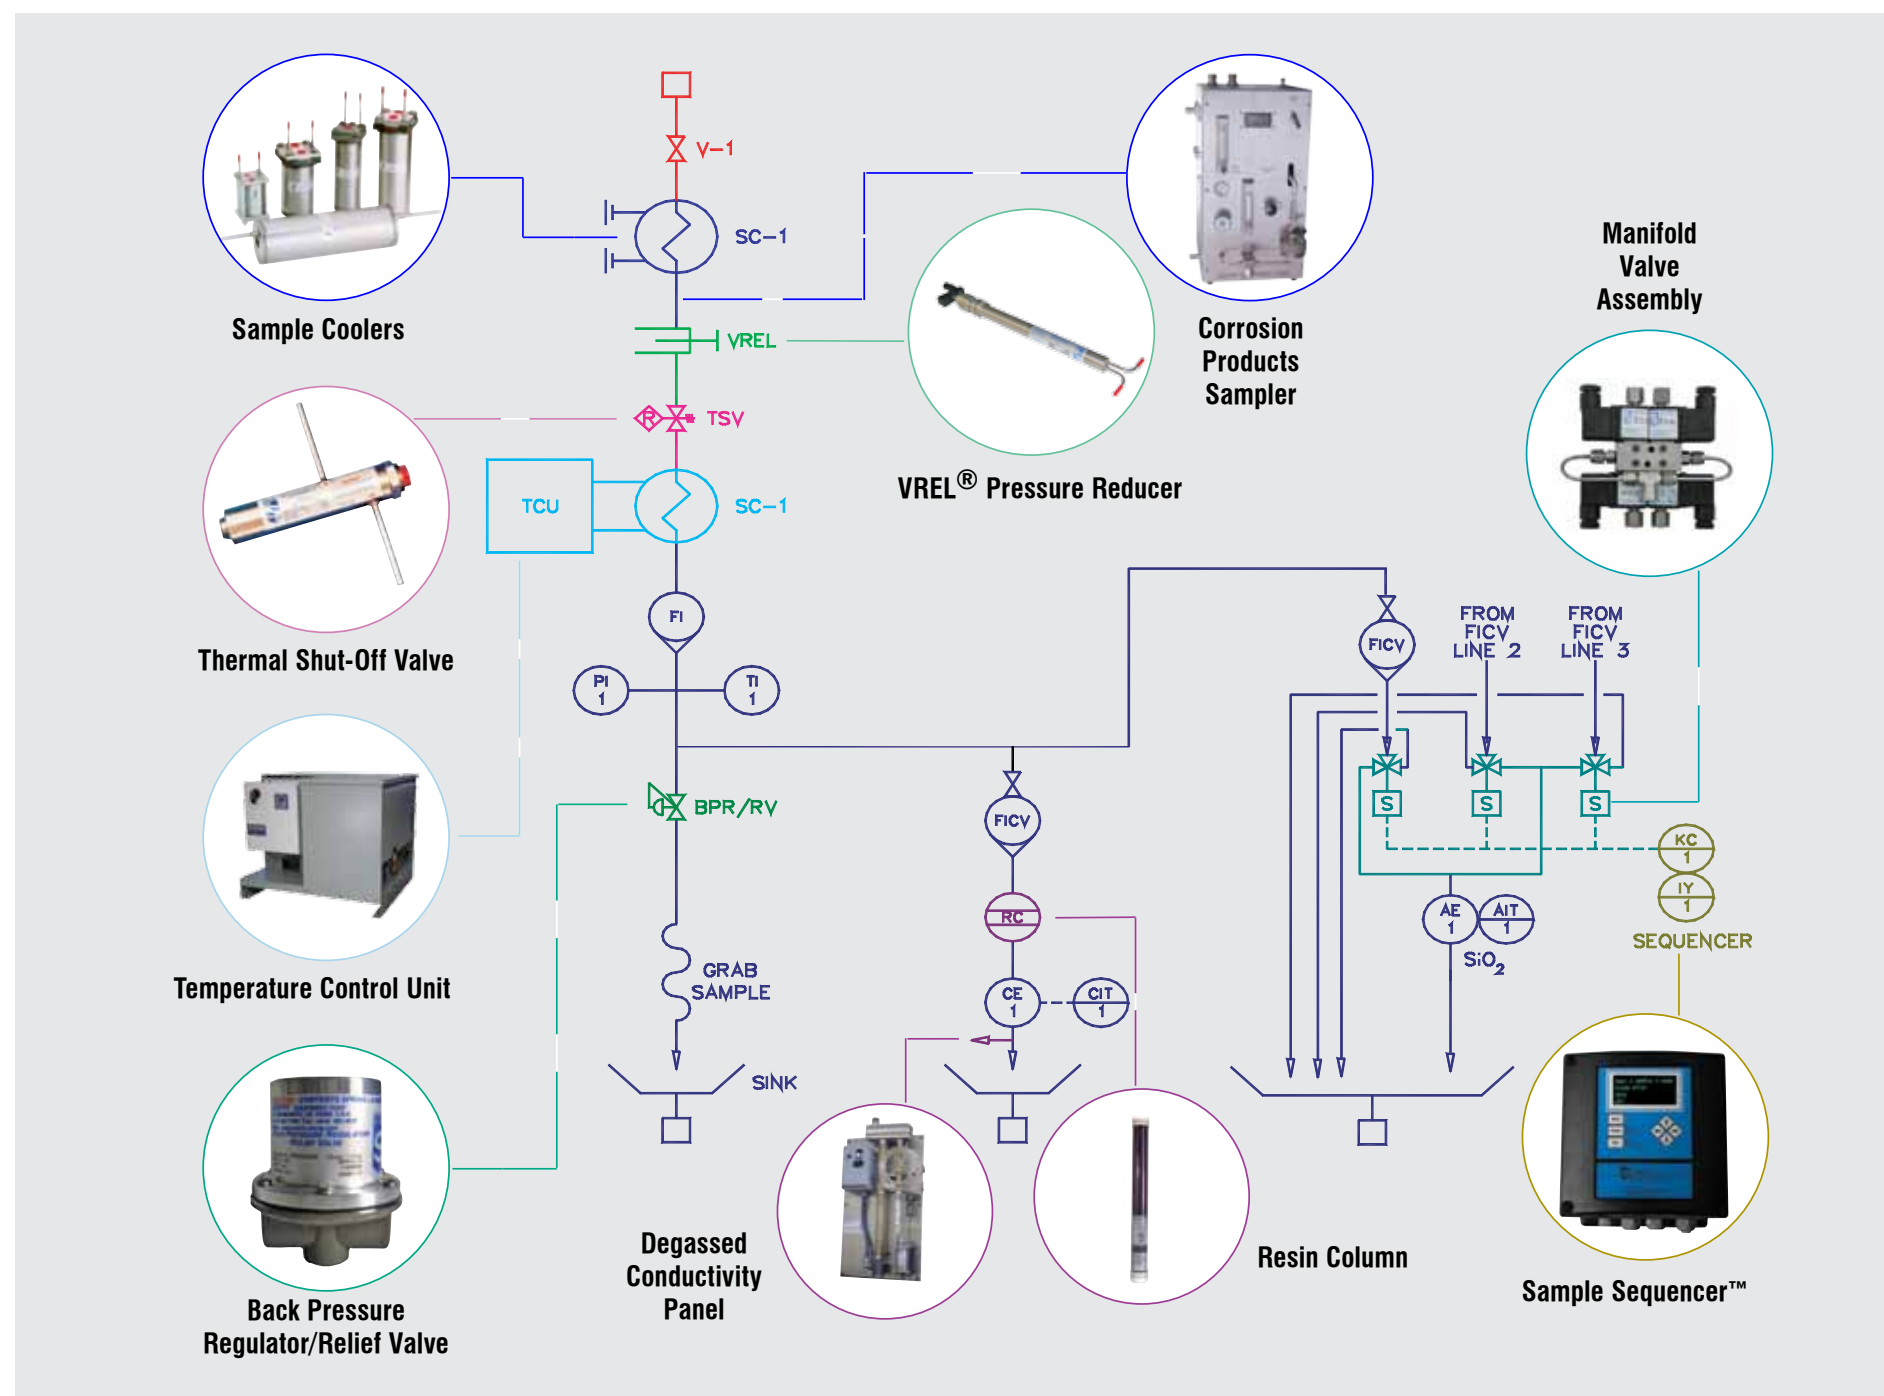 V-1
SC-1
Sample Coolers
VREL
Corrosion
Products
Sampler
Manifold
Valve
Assembly
R
TSV
VREL® Pressure Reducer
TCU
SC-1
Thermal Shut-Off Valve
FI
PI
1
TI
1
FICV
FROM
FICV
LINE 2
FROM
FICV
LINE 3
BPR/RV
FICV
S
S
S
KC
1
IY
1
SEQUENCER
RC
AE
1
AIT
1
SiO2
Temperature Control Unit
GRAB
SAMPLE
CE
1
CIT
1
SINK
Degassed
Conductivity
Panel
Resin Column
Sample Sequencer™
Back Pressure
Regulator/Relief Valve